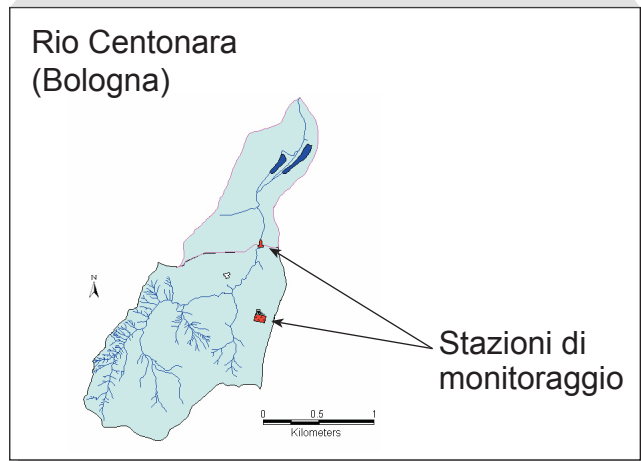 Rio Centonara
(Bologna)
N
Stazioni di
monitoraggio
0 0.5 1
Kilometers